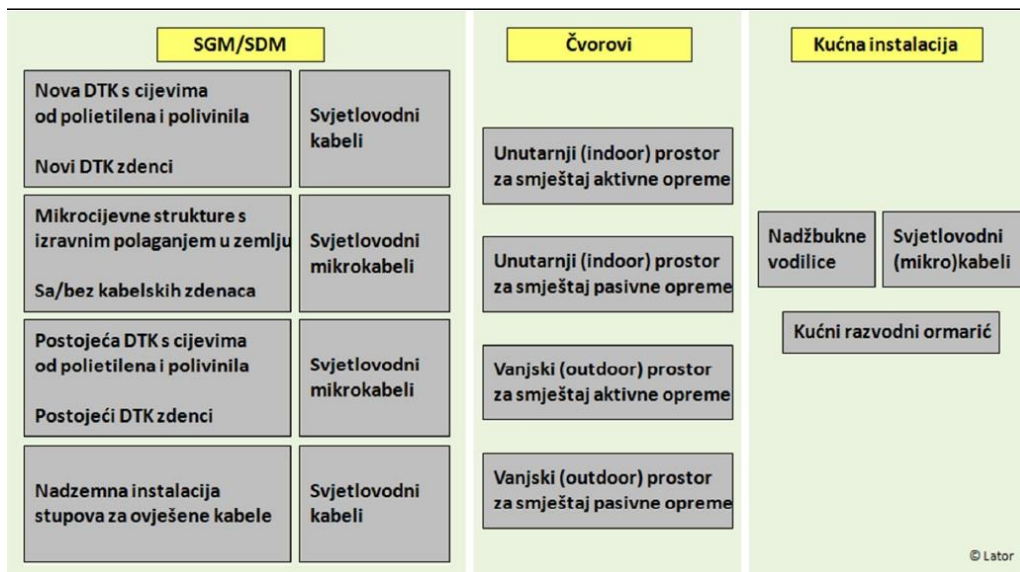 SGM/SDM
Nova DTK s cijevima
od polietilena i polivinila
Novi DTK zdenci
Svjetlovodni
kabeli
Mikrocijevne strukture s
izravnim polaganjem u zemlju
Sa/bez kabelskih zdenaca
Svjetlovodni
mikrokabeli
Postojeća DTK s cijevima
od polietilena i polivinila
Postojeći DTK zdenci
Svjetlovodni
mikrokabeli
Nadzemna instalacija
stupova za ovješene kabele
Svjetlovodni
kabeli
Čvorovi
Unutarnji (indoor) prostor
za smještaj aktivne opreme
Unutarnji (indoor) prostor
za smještaj pasivne opreme
Vanjski (outdoor) prostor
za smještaj aktivne opreme
Vanjski (outdoor) prostor
za smještaj pasivne opreme
Kućna instalacija
Nadžbukne
vodilice
Svjetlovodni
(mikro)kabeli
Kućni razvodni ormarić
© Lator